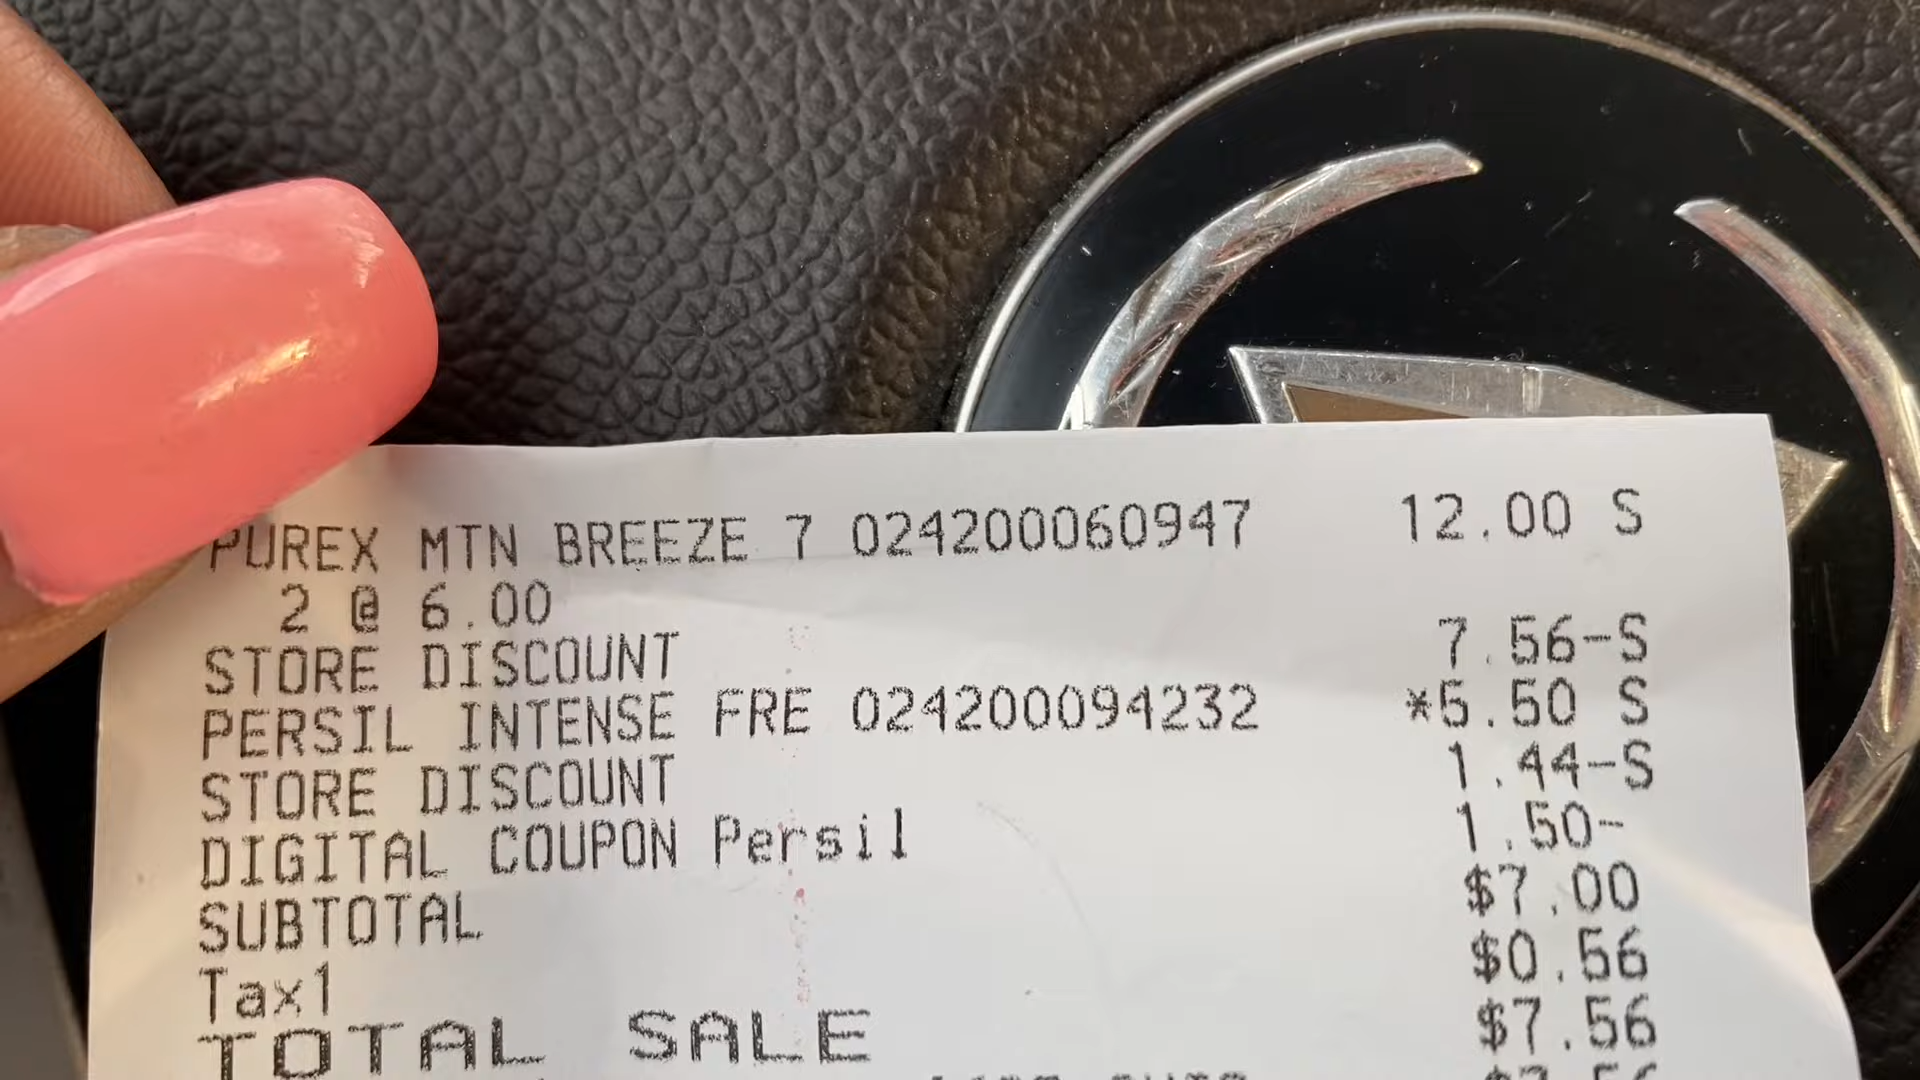 PUREX MTN BREEZE 7 024200060947 12.00 S
2 @ 6.00
STORE DISCOUNT 7.56-S
PERSIL INTENSE FRE 024200094232 *5.50 S
STORE DISCOUNT 1.44-S
DIGITAL COUPON Persil 1.50-
SUBTOTAL $7.00
Tax1 $0.56
TOTAL SALE $7.56